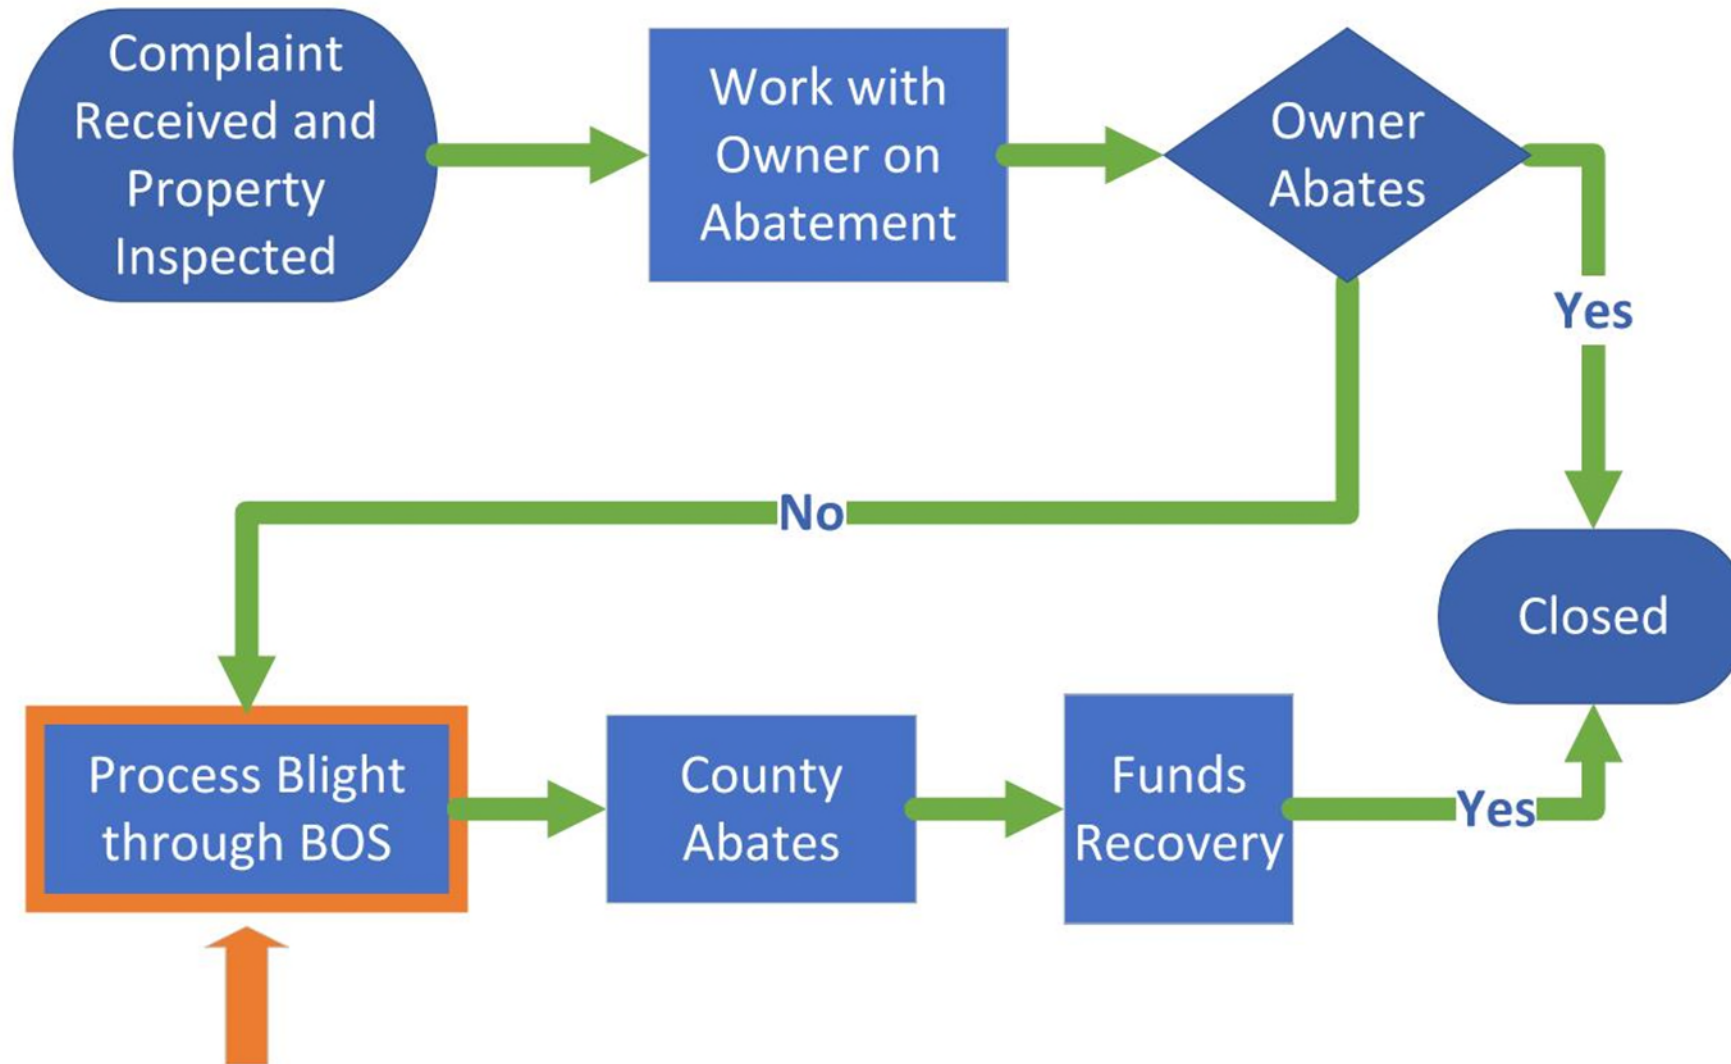 Complaint
Received and
Property
Inspected
Work with
Owner on
Abatement
Owner
Abates
Yes
No
Closed
Process Blight
through BOS
County
Abates
Funds
Recovery
Yes